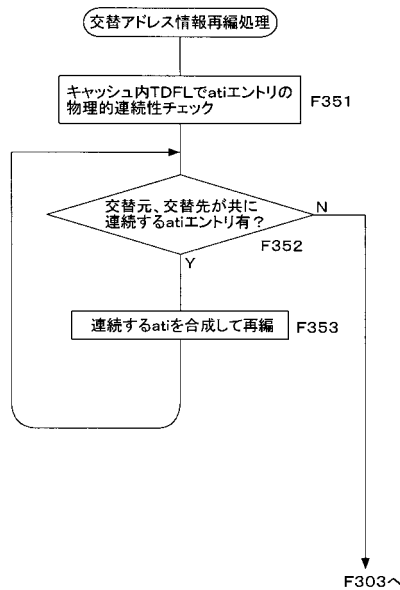 交替アドレス情報再編処理
キャッシュ内TDFLでatiエントリの
物理的連続性チェック
F351
交替元、交替先が共に
連続するatiエントリ有？
N
F352
Y
連続するatiを合成して再編
F353
F303へ